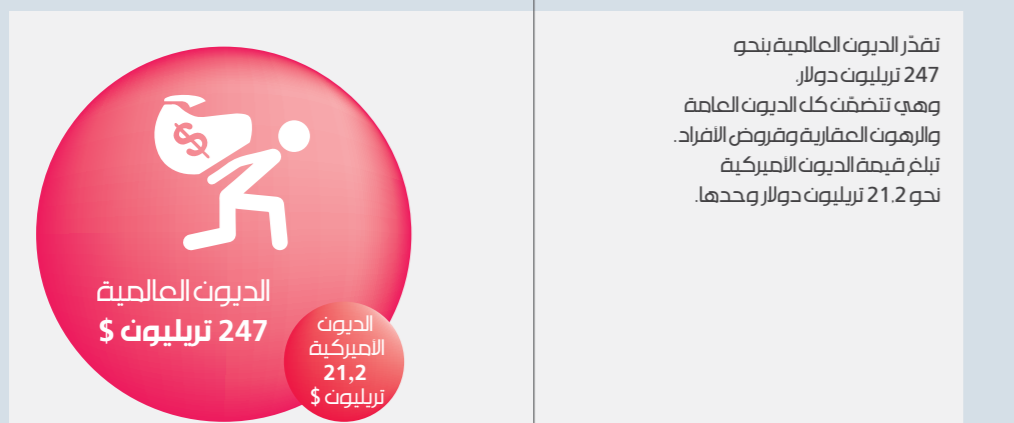 تقدّر الديون العالمية بنحو
247 تريليون دولار.
وهي تتضمّن كل الديون العامة
والرهون العقارية وقروض الأفراد.
تبلغ قيمة الديون الأميركية
نحو 21,2 تريليون دولار وحدها.
$
الديون العالمية
247 تريليون $
الديون
الأميركية
21,2
تريليون $